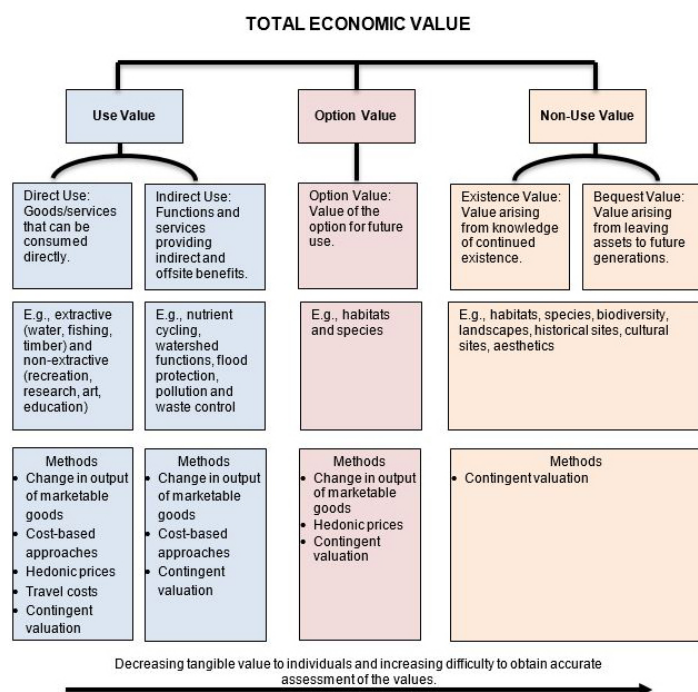 TOTAL ECONOMIC VALUE
Use Value
Option Value
Non-Use Value
Direct Use:
Goods/services
that can be
consumed
directly.
Indirect Use:
Functions and
services
providing
indirect and
offsite benefits.
Option Value:
Value of the
option for future
use.
Existence Value:
Value arising
from knowledge
of continued
existence.
Bequest Value:
Value arising
from leaving
assets to future
generations.
E.g., extractive
(water, fishing,
timber) and
non-extractive
(recreation,
research, art,
education)
E.g., nutrient
cycling,
watershed
functions, flood
protection,
pollution and
waste control
E.g., habitats
and species
E.g., habitats, species, biodiversity,
landscapes, historical sites, cultural
sites, aesthetics
Methods
• Change in output
of marketable
goods
• Cost-based
approaches
• Hedonic prices
• Travel costs
• Contingent
valuation
Methods
• Change in output
of marketable
goods
• Cost-based
approaches
• Contingent
valuation
Methods
• Change in output
of marketable
goods
• Hedonic prices
• Contingent
valuation
Methods
• Contingent valuation
Decreasing tangible value to individuals and increasing difficulty to obtain accurate
assessment of the values.